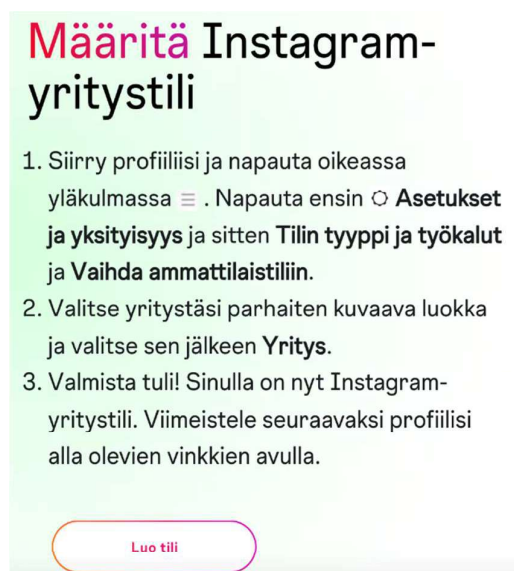 Määritä Instagram-
yritystili
1. Siirry profiiliisi ja napauta oikeassa
yläkulmassa ☰ . Napauta ensin Asetukset
ja yksityisyys ja sitten Tilin tyyppi ja työkalut
ja Vaihda ammattilaistiliin.
2. Valitse yritystäsi parhaiten kuvaava luokka
ja valitse sen jälkeen Yritys.
3. Valmista tuli! Sinulla on nyt Instagram-
yritystili. Viimeistele seuraavaksi profiilisi
alla olevien vinkkien avulla.
Luo tili